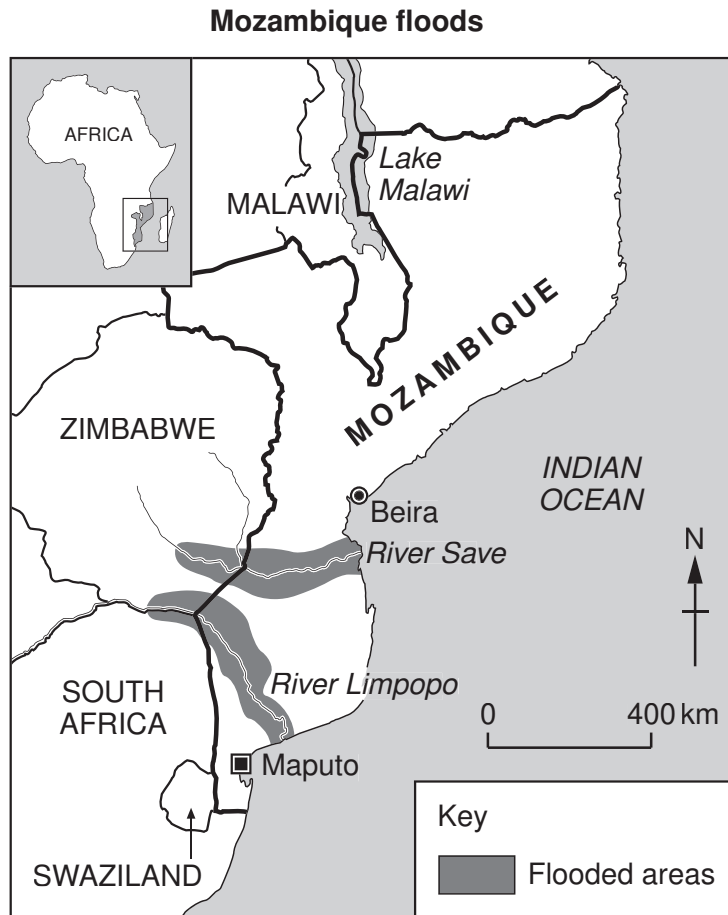 Mozambique floods
AFRICA
Lake
Malawi
MALAWI
MOZAMBIQUE
ZIMBABWE
INDIAN
OCEAN
Beira
N
River Save
River Limpopo
SOUTH
AFRICA
0 400 km
Maputo
Key
SWAZILAND
Flooded areas